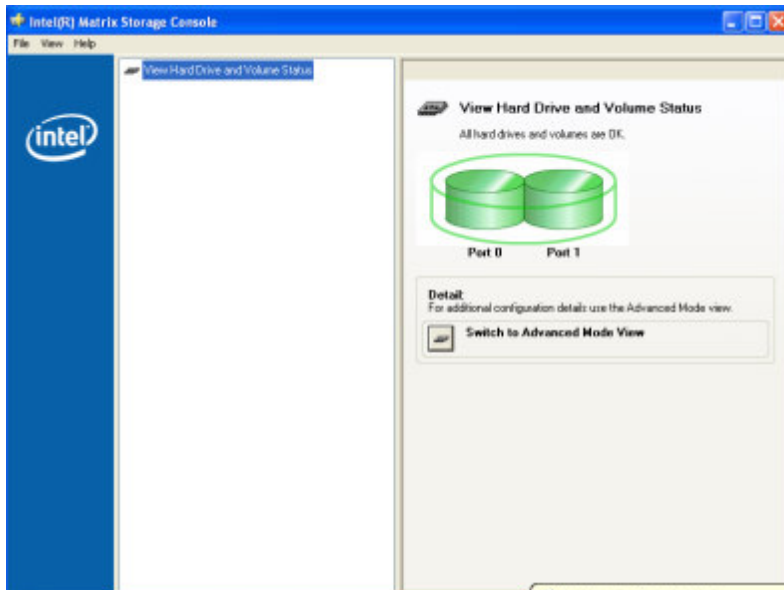 Intel(R) Matrix Storage Console
File View Help
View Hard Drive and Volume Status
intel
View Hard Drive and Volume Status
All hard drives and volumes are OK.
Port 0 Port 1
Detail:
For additional configuration details use the Advanced Mode view.
Switch to Advanced Mode View